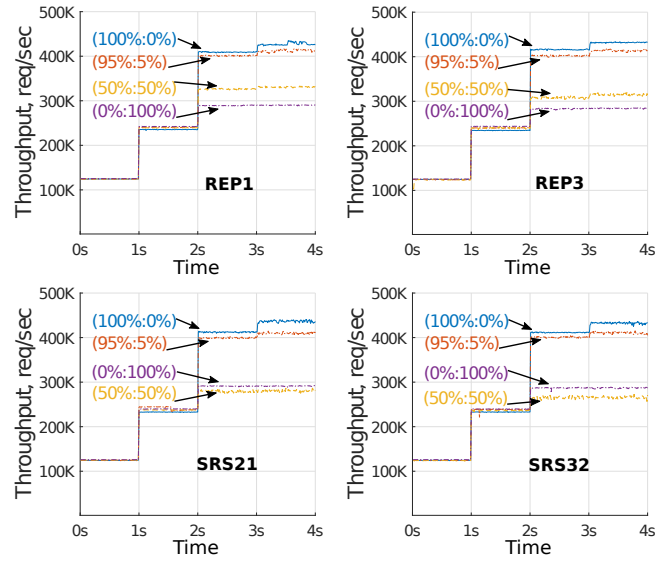 500K
400K
300K
200K
100K
Throughput, req/sec
(100%:0%)
(95%:5%)
(50%:50%)
(0%:100%)
REP1
0s 1s 2s 3s 4s
Time
500K
400K
300K
200K
100K
Throughput, req/sec
(100%:0%)
(95%:5%)
(50%:50%)
(0%:100%)
REP3
0s 1s 2s 3s 4s
Time
500K
400K
300K
200K
100K
Throughput, req/sec
(100%:0%)
(95%:5%)
(0%:100%)
(50%:50%)
SRS21
0s 1s 2s 3s 4s
Time
500K
400K
300K
200K
100K
Throughput, req/sec
(100%:0%)
(95%:5%)
(0%:100%)
(50%:50%)
SRS32
0s 1s 2s 3s 4s
Time